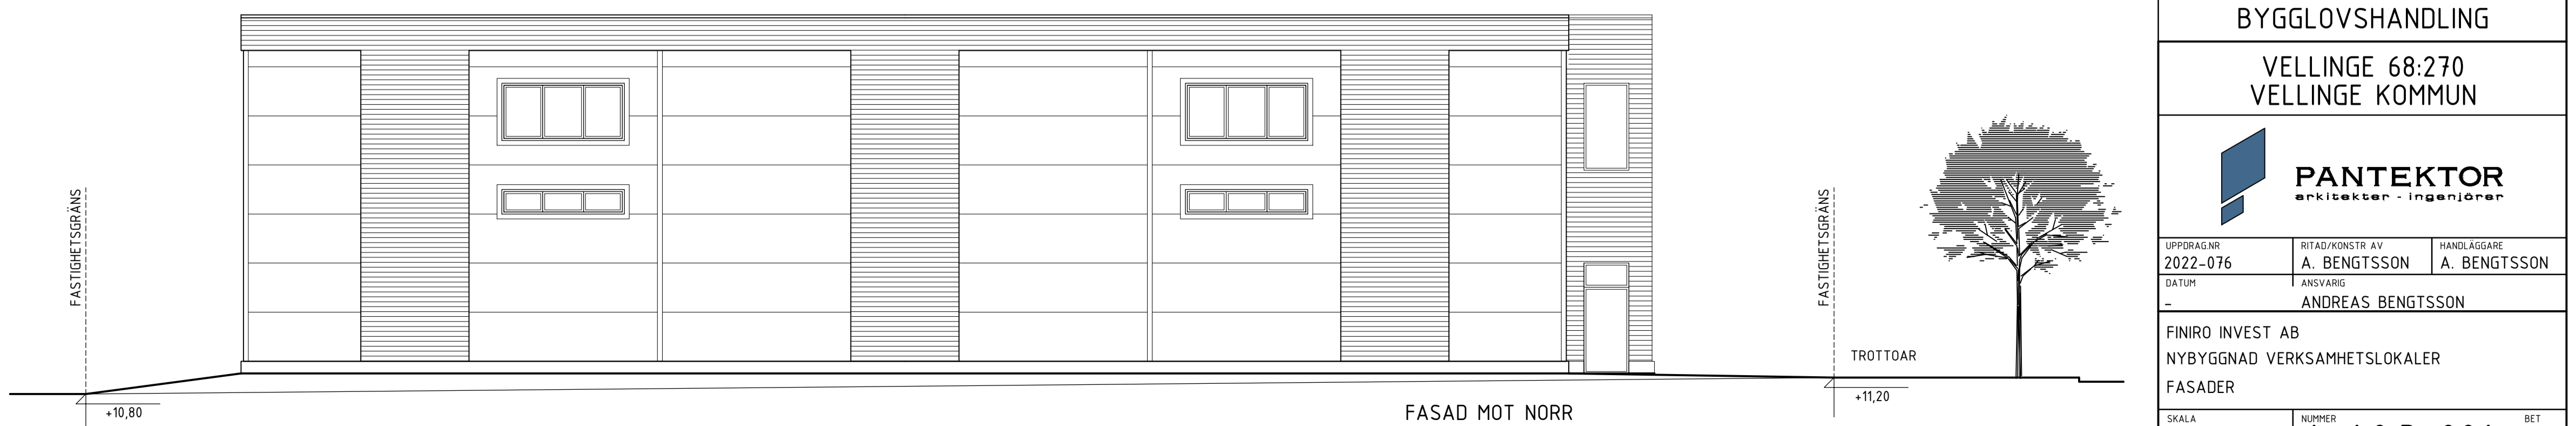 FASTIGHETSGRÄNS
+10,80
FASAD MOT NORR
FASTIGHETSGRÄNS
TROTTOAR
+11,20
BYGGLOVSHANDLING
VELLINGE 68:270
VELLINGE KOMMUN
PANTEKTOR
arkitekter - ingenjörer
UPPDRAG.NR RITAD/KONSTR AV HANDLÄGGARE
2022-076 A. BENGTSSON A. BENGTSSON
DATUM ANSVARIG
- ANDREAS BENGTSSON
FINIRO INVEST AB
NYBYGGNAD VERKSAMHETSLOKALER
FASADER
SKALA NUMMER BET